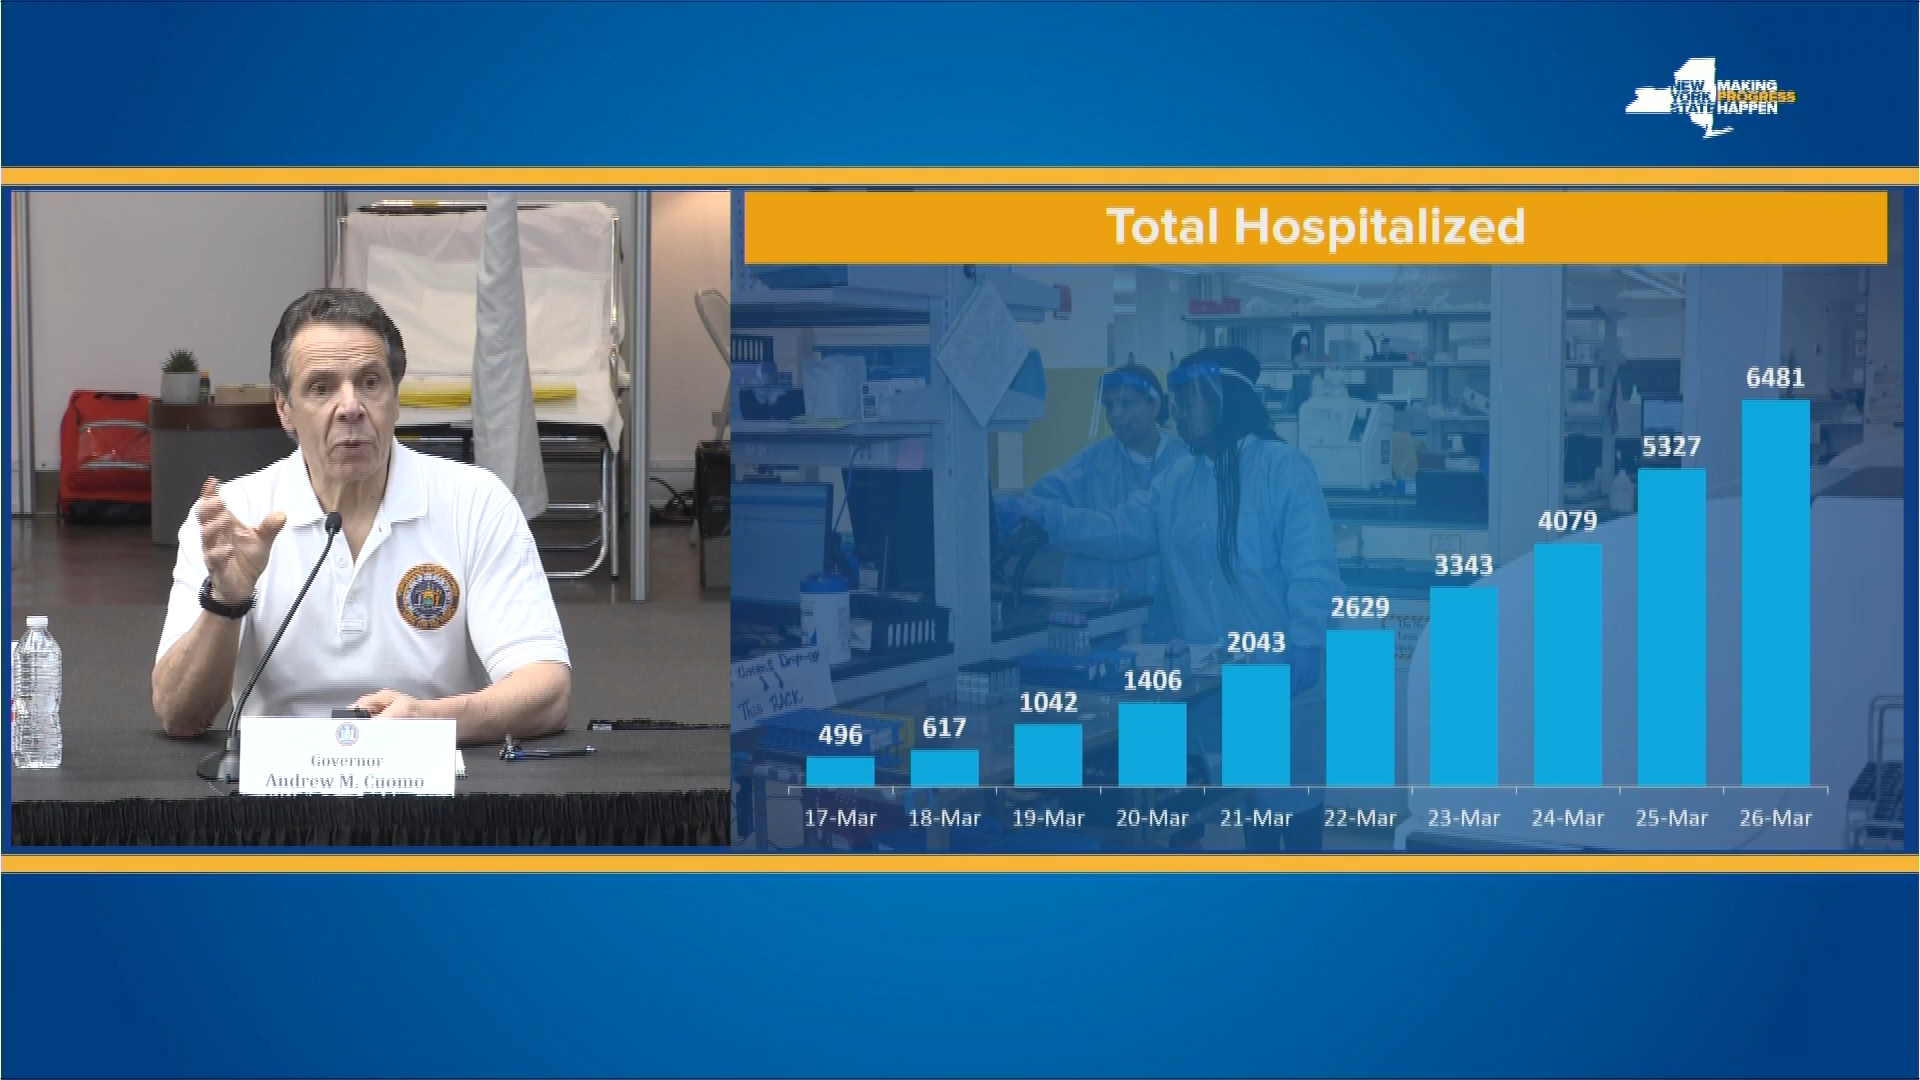 NEW YORK STATE
MAKING PROGRESS HAPPEN
Total Hospitalized
496
617
1042
1406
2043
2629
3343
4079
5327
6481
17-Mar
18-Mar
19-Mar
20-Mar
21-Mar
22-Mar
23-Mar
24-Mar
25-Mar
26-Mar
THIS RACK
Governor
Andrew M. Cuomo